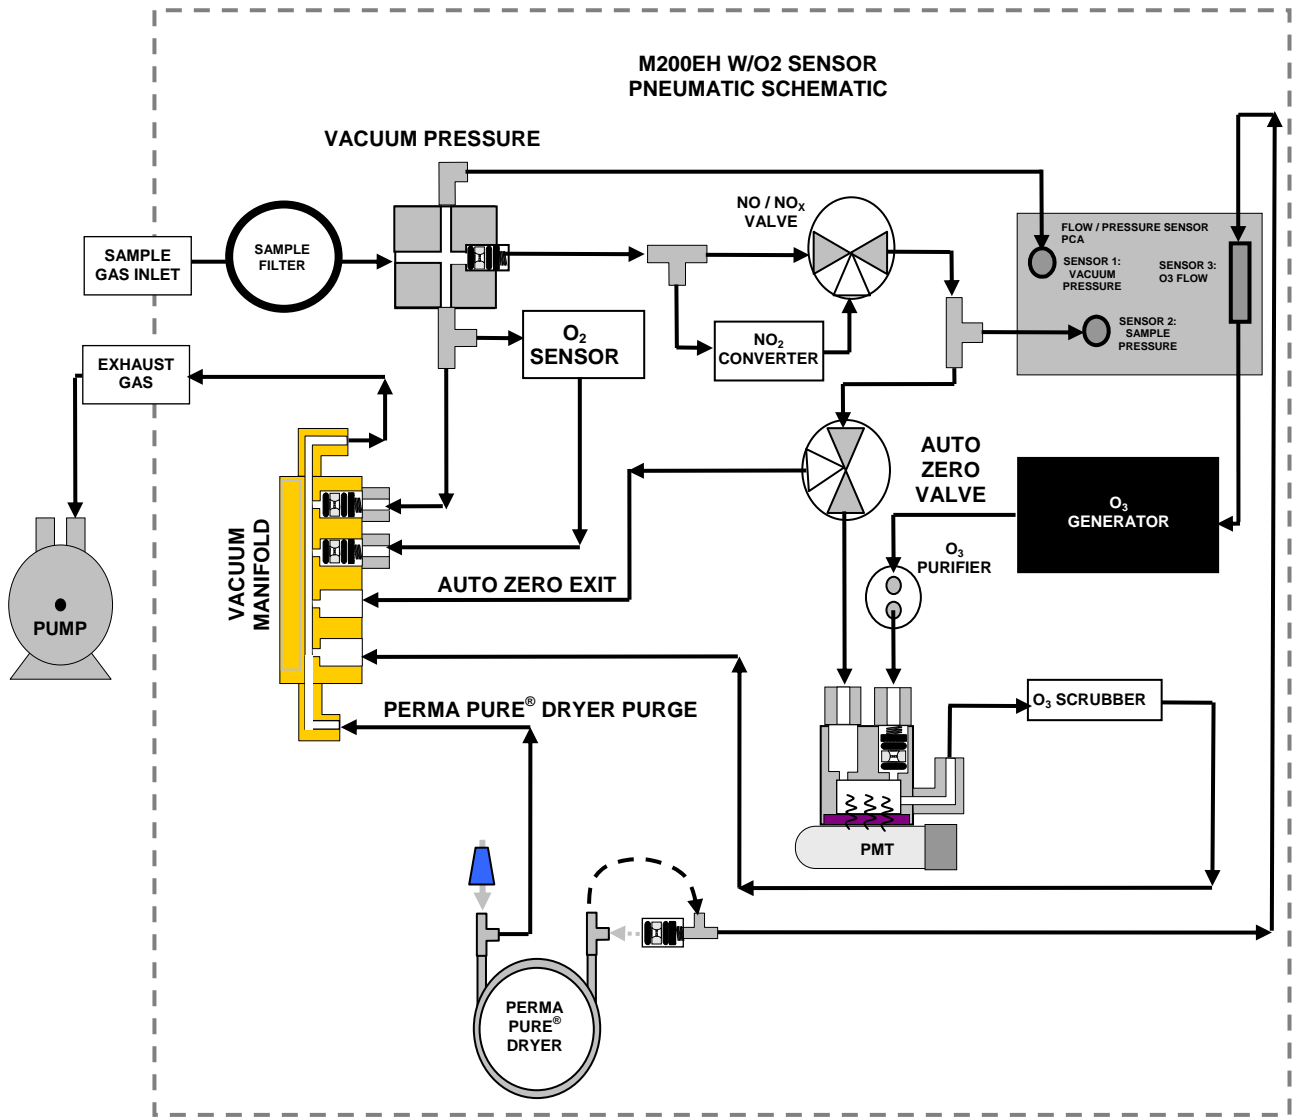 M200EH W/O2 SENSOR
PNEUMATIC SCHEMATIC
VACUUM PRESSURE
NO / NOX
VALVE
FLOW / PRESSURE SENSOR
PCA
SENSOR 1:
VACUUM
PRESSURE
SENSOR 3:
O3 FLOW
SENSOR 2:
SAMPLE
PRESSURE
SAMPLE
GAS INLET
SAMPLE
FILTER
O2
SENSOR
NO2
CONVERTER
EXHAUST
GAS
AUTO
ZERO
VALVE
O3
GENERATOR
O3
PURIFIER
VACUUM
MANIFOLD
AUTO ZERO EXIT
PUMP
PERMA PURE® DRYER PURGE
O3 SCRUBBER
PMT
PERMA
PURE®
DRYER